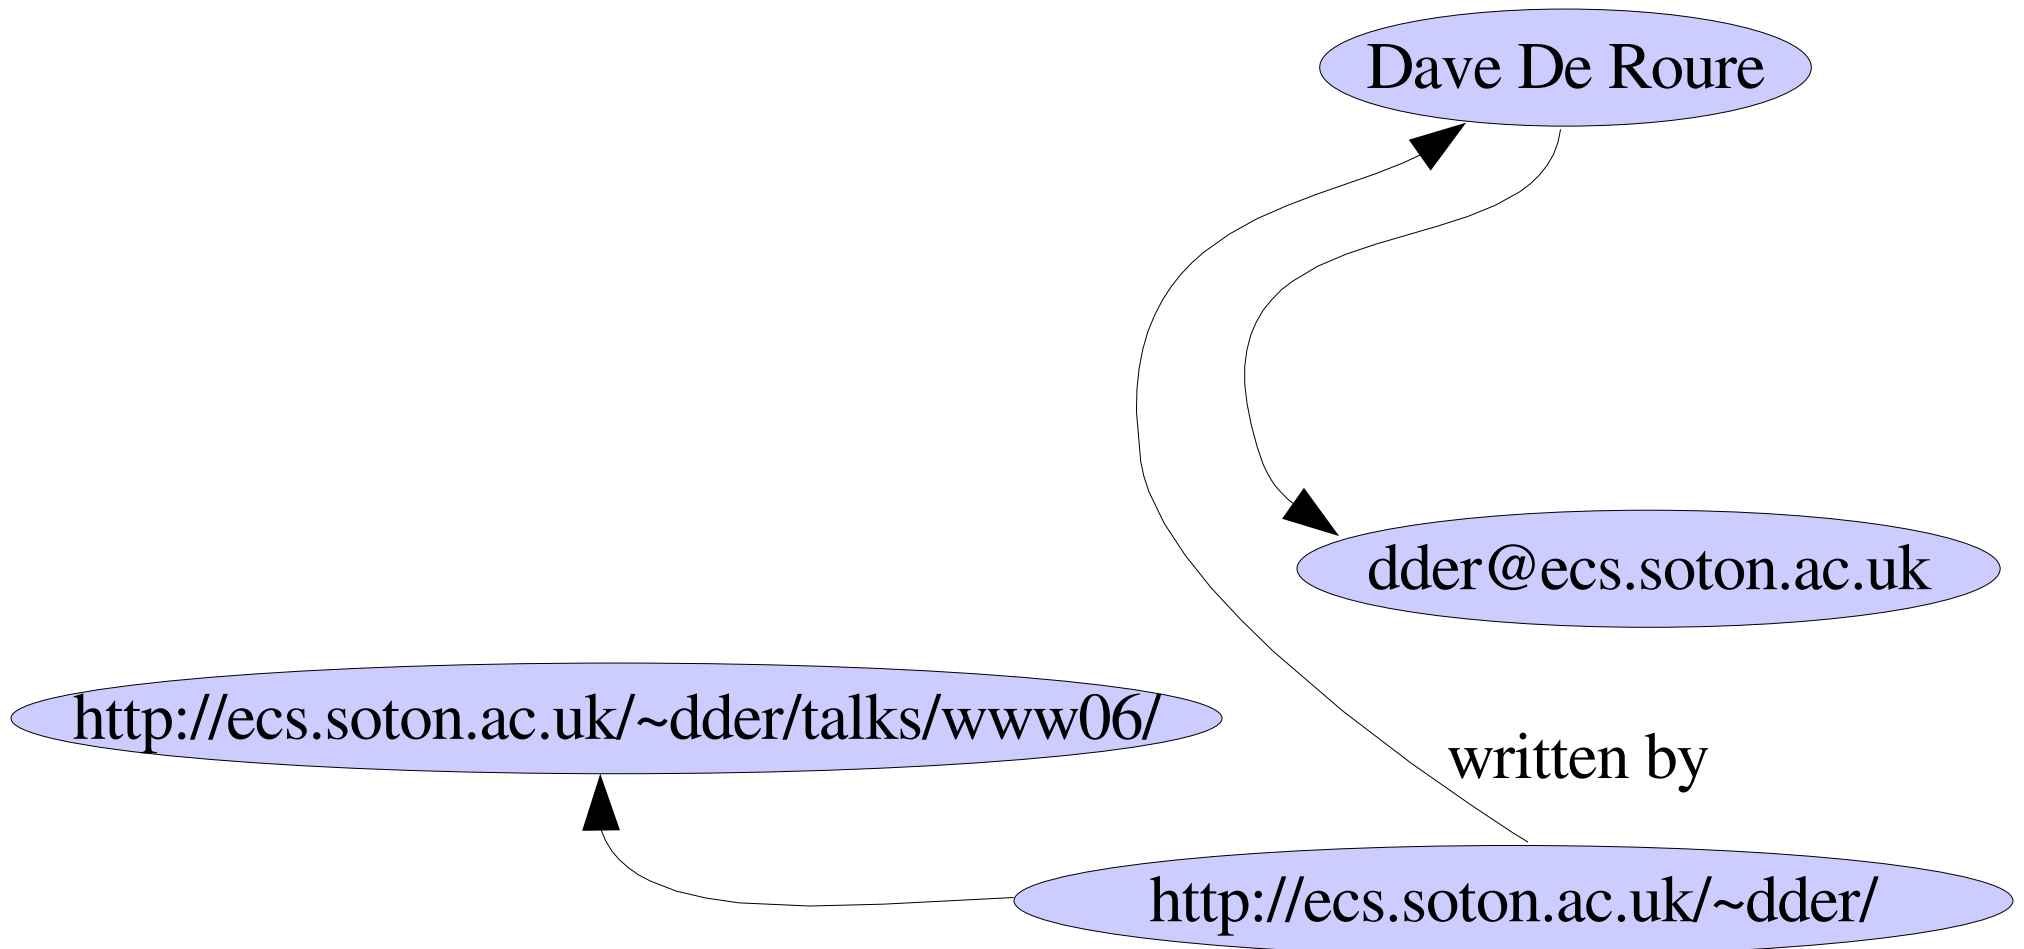 Dave De Roure
dder@ecs.soton.ac.uk
http://ecs.soton.ac.uk/~dder/talks/www06/
written by
http://ecs.soton.ac.uk/~dder/